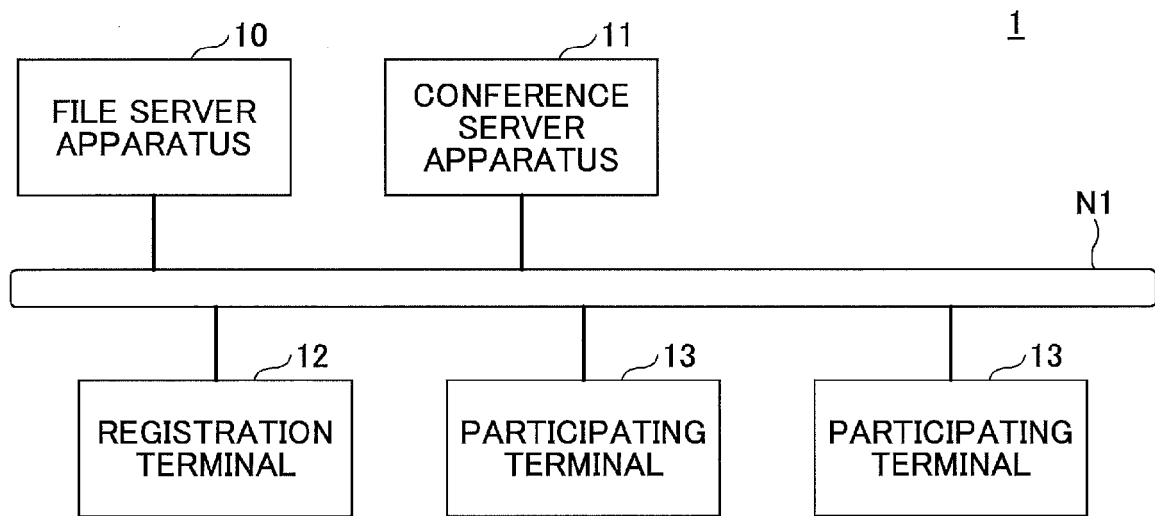 1
10
11
FILE SERVER
APPARATUS
CONFERENCE
SERVER
APPARATUS
N1
12
13
13
REGISTRATION
TERMINAL
PARTICIPATING
TERMINAL
PARTICIPATING
TERMINAL